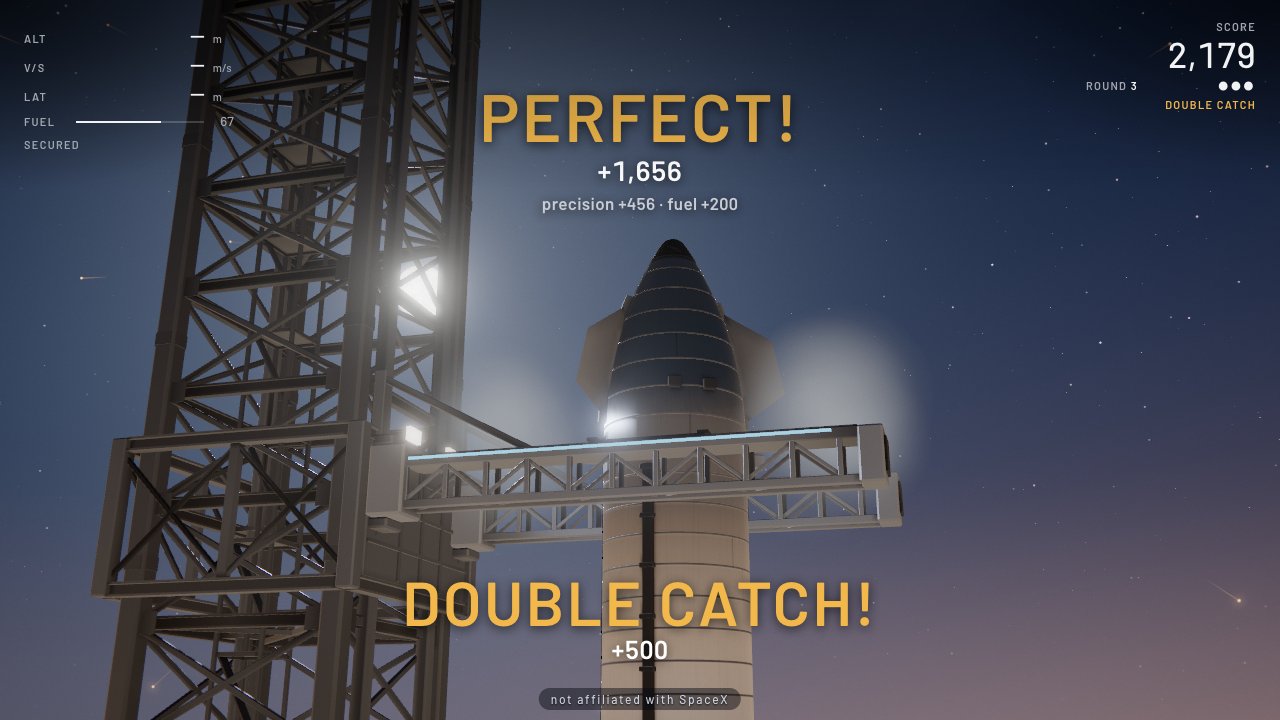 ALT — m
V/S — m/s
LAT — m
FUEL 67
SECURED
SCORE
2,179
ROUND 3
DOUBLE CATCH
PERFECT!
+1,656
precision +456 · fuel +200
DOUBLE CATCH!
+500
not affiliated with SpaceX